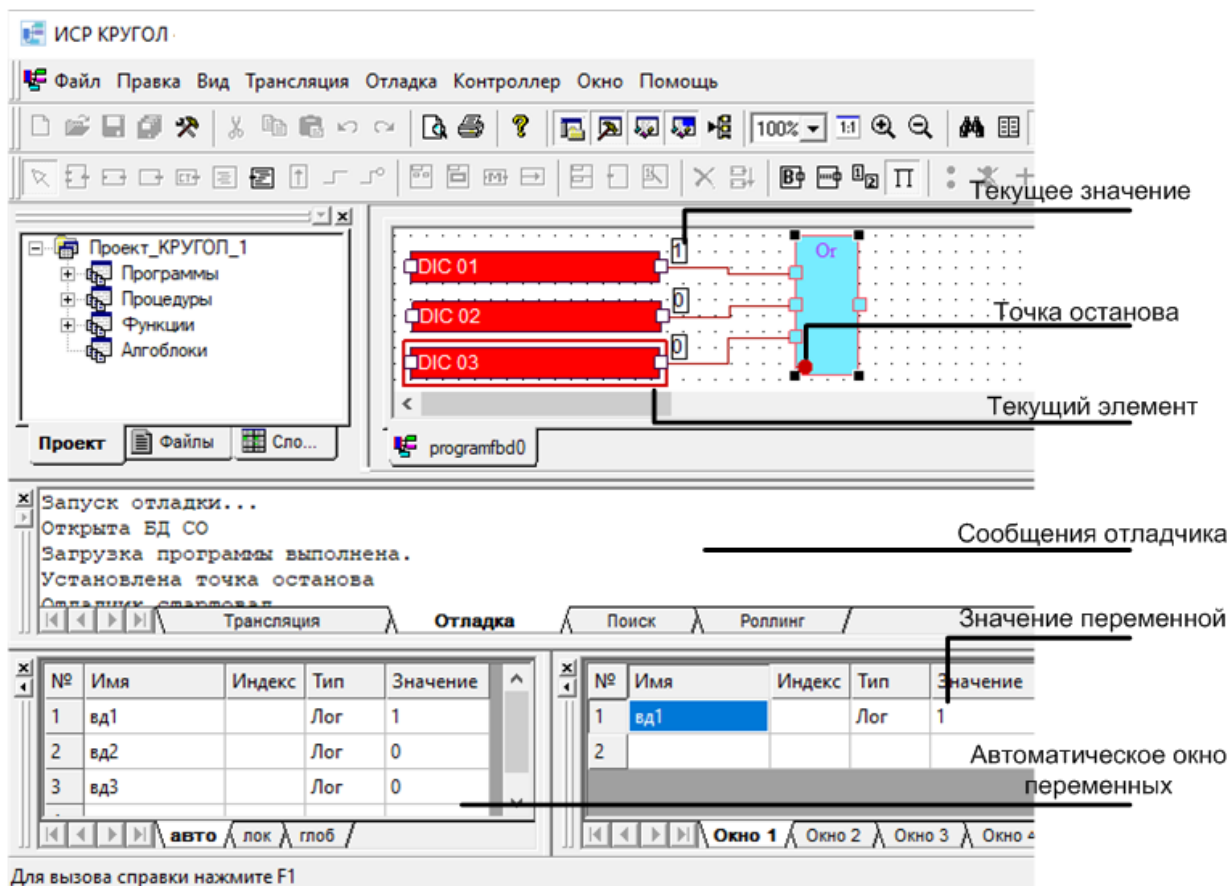 ИСР КРУГОЛ
Файл Правка Вид Трансляция Отладка Контроллер Окно Помощь
100% 1:1
Текущее значение
Проект_КРУГОЛ_1
Программы
Процедуры
Функции
Алгоблоки
Проект Файлы Сло...
DIC 01 1 Or
DIC 02 0
Точка останова
DIC 03 0
Текущий элемент
programfbd0
Запуск отладки...
Открыта БД СО
Загрузка программы выполнена.
Установлена точка останова
Отладчик стартовал
Сообщения отладчика
Трансляция Отладка Поиск Роллинг
Значение переменной
№ Имя Индекс Тип Значение
1 вд1 Лог 1
2 вд2 Лог 0
3 вд3 Лог 0
авто лок глоб
№ Имя Индекс Тип Значение
1 вд1 Лог 1
2
Автоматическое окно
переменных
Окно 1 Окно 2 Окно 3 Окно 4
Для вызова справки нажмите F1